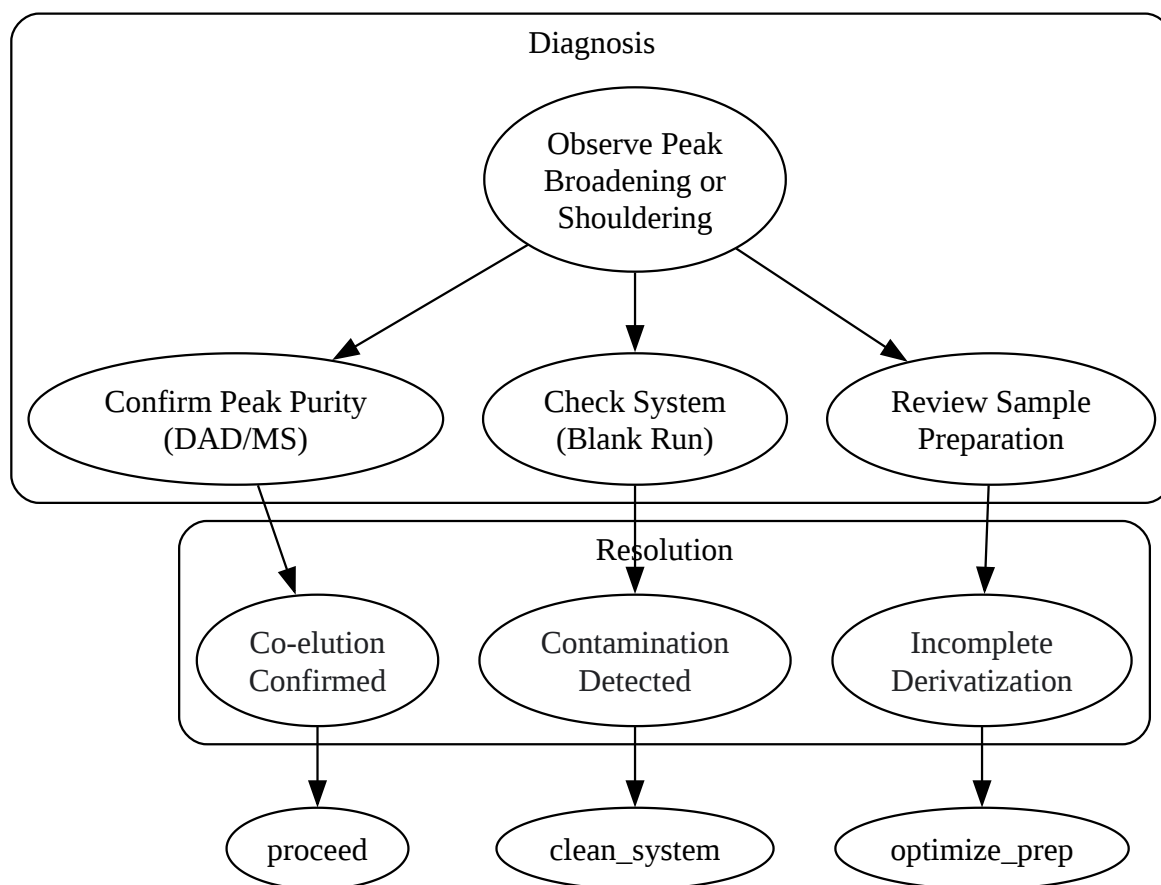 Diagnosis
Observe Peak
Broadening or
Shouldering
Confirm Peak Purity
(DAD/MS)
Check System
(Blank Run)
Review Sample
Preparation
Resolution
Co-elution
Confirmed
Contamination
Detected
Incomplete
Derivatization
proceed
clean_system
optimize_prep